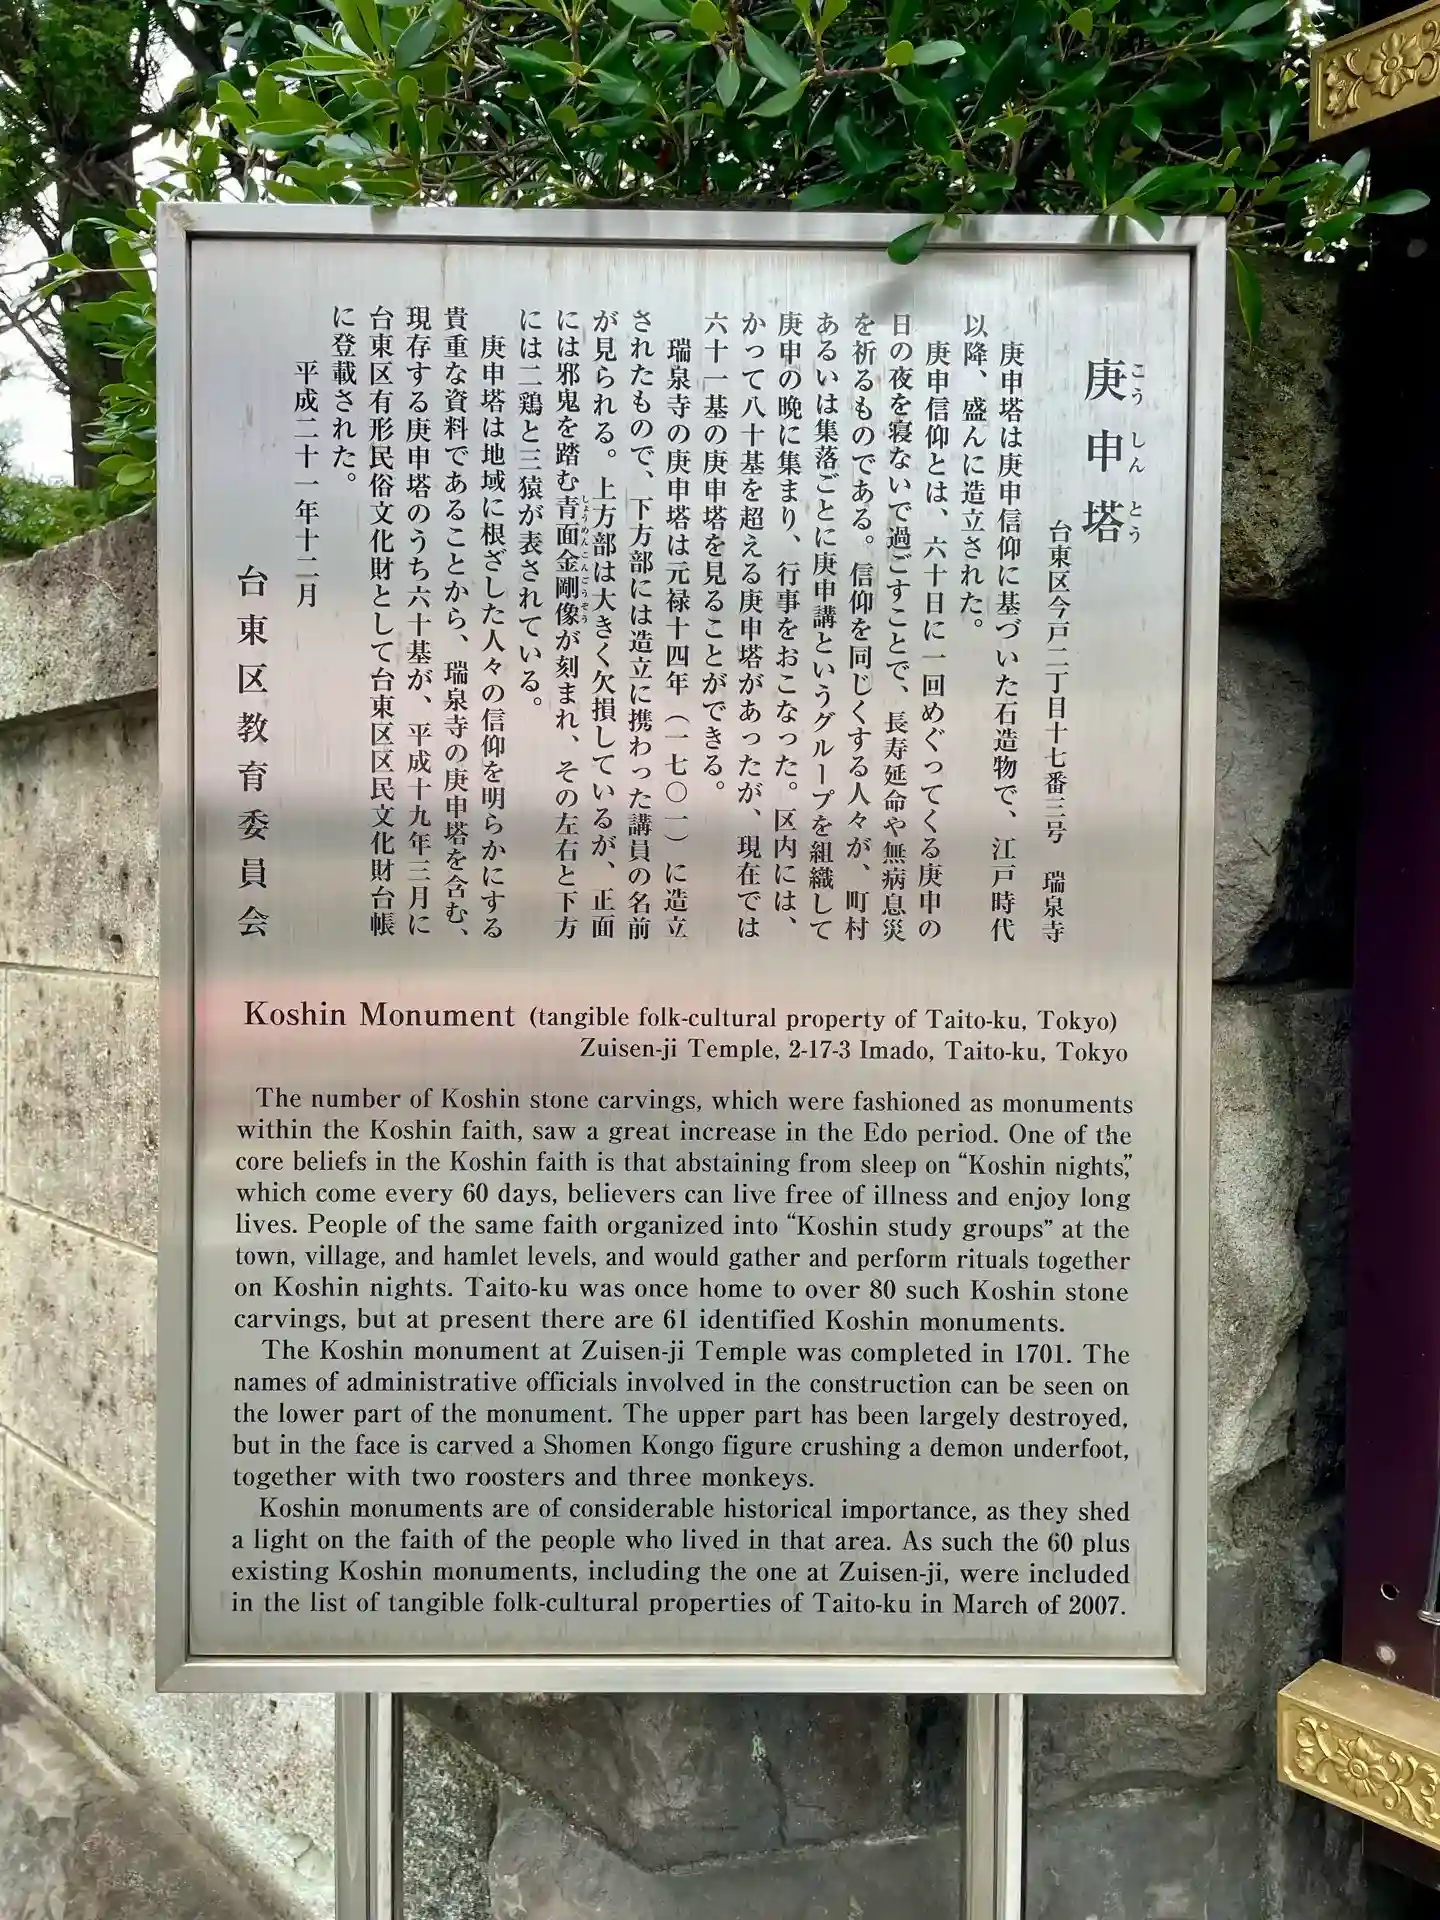 庚申塔
こうしんとう
台東区今戸二丁目十七番三号　瑞泉寺
庚申塔は庚申信仰に基づいた石造物で、江戸時代
以降、盛んに造立された。
庚申信仰とは、六十日に一回めぐってくる庚申の
日の夜を寝ないで過ごすことで、長寿延命や無病息災
を祈るものである。信仰を同じくする人々が、町村
あるいは集落ごとに庚申講というグループを組織して
庚申の晩に集まり、行事をおこなった。区内には、
かつて八十基を超える庚申塔があったが、現在では
六十一基の庚申塔を見ることができる。
瑞泉寺の庚申塔は元禄十四年（一七〇一）に造立
されたもので、下方部には造立に携わった講員の名前
が見られる。上方部は大きく欠損しているが、正面
には邪鬼を踏む青面金剛像が刻まれ、その左右と下方
しょうめんこんごうぞう
には二鶏と三猿が表されている。
庚申塔は地域に根ざした人々の信仰を明らかにする
貴重な資料であることから、瑞泉寺の庚申塔を含む、
現存する庚申塔のうち六十基が、平成十九年三月に
台東区有形民俗文化財として台東区区民文化財台帳
に登載された。
平成二十一年十二月
台東区教育委員会
Koshin Monument (tangible folk-cultural property of Taito-ku, Tokyo)
Zuisen-ji Temple, 2-17-3 Imado, Taito-ku, Tokyo
The number of Koshin stone carvings, which were fashioned as monuments
within the Koshin faith, saw a great increase in the Edo period. One of the
core beliefs in the Koshin faith is that abstaining from sleep on “Koshin nights,”
which come every 60 days, believers can live free of illness and enjoy long
lives. People of the same faith organized into “Koshin study groups” at the
town, village, and hamlet levels, and would gather and perform rituals together
on Koshin nights. Taito-ku was once home to over 80 such Koshin stone
carvings, but at present there are 61 identified Koshin monuments.
The Koshin monument at Zuisen-ji Temple was completed in 1701. The
names of administrative officials involved in the construction can be seen on
the lower part of the monument. The upper part has been largely destroyed,
but in the face is carved a Shomen Kongo figure crushing a demon underfoot,
together with two roosters and three monkeys.
Koshin monuments are of considerable historical importance, as they shed
a light on the faith of the people who lived in that area. As such the 60 plus
existing Koshin monuments, including the one at Zuisen-ji, were included
in the list of tangible folk-cultural properties of Taito-ku in March of 2007.